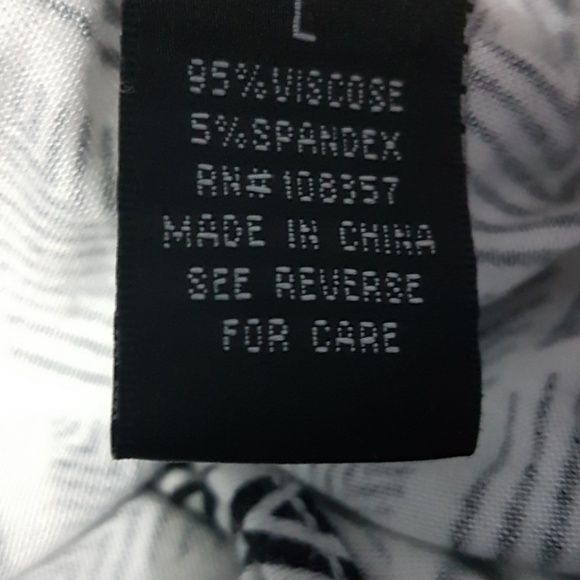 L
95%VISCOSE
5%SPANDEX
RN#108357
MADE IN CHINA
SEE REVERSE
FOR CARE